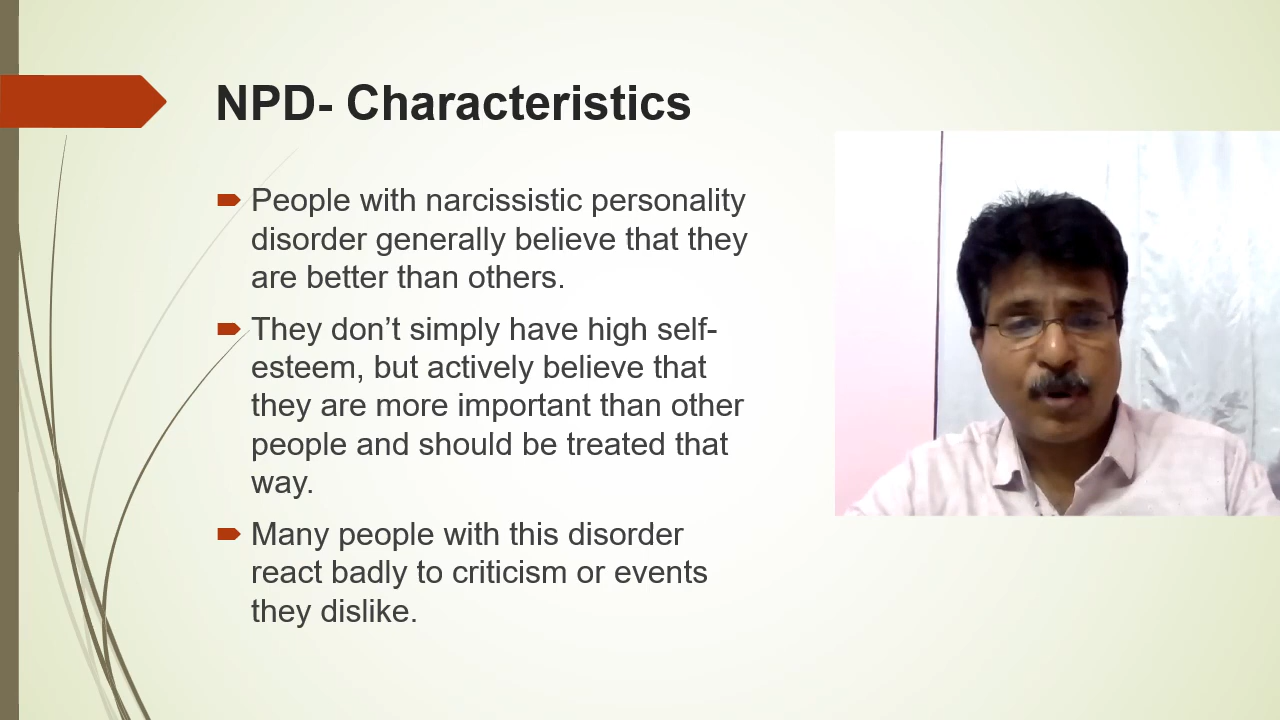 NPD- Characteristics
People with narcissistic personality
disorder generally believe that they
are better than others.
They don’t simply have high self-
esteem, but actively believe that
they are more important than other
people and should be treated that
way.
Many people with this disorder
react badly to criticism or events
they dislike.